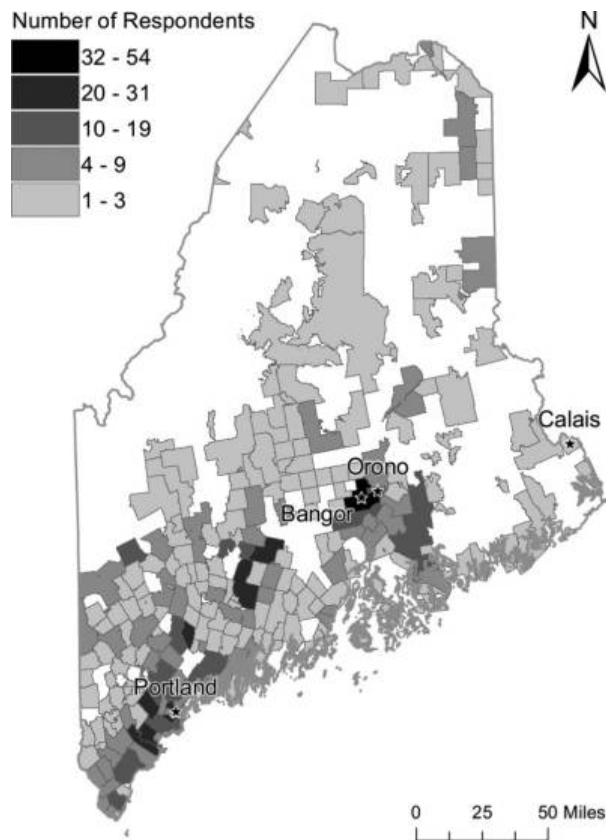 Number of Respondents
N
32 - 54
20 - 31
10 - 19
4 - 9
1 - 3
Calais
Orono
Bangor
Portland
0 25 50 Miles